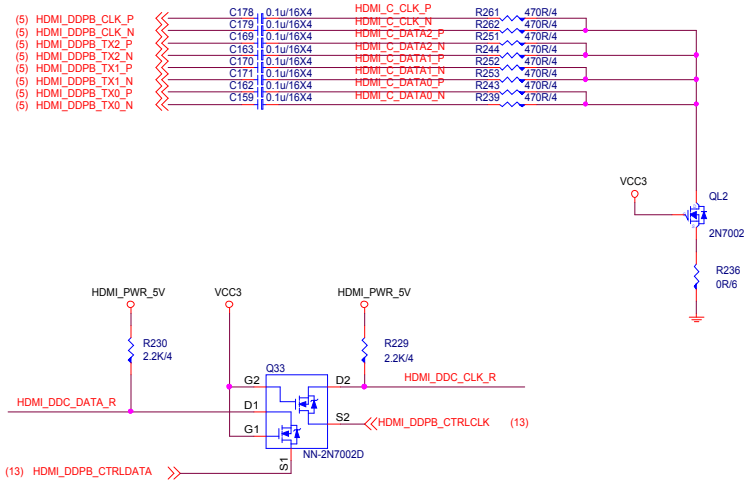 (5) HDMI_DDPB_CLK_P C178 0.1u/16X4 HDMI_C_CLK_P R261 470R/4
(5) HDMI_DDPB_CLK_N C179 0.1u/16X4 HDMI_C_CLK_N R262 470R/4
(5) HDMI_DDPB_TX2_P C169 0.1u/16X4 HDMI_C_DATA2_P R251 470R/4
(5) HDMI_DDPB_TX2_N C163 0.1u/16X4 HDMI_C_DATA2_N R244 470R/4
(5) HDMI_DDPB_TX1_P C170 0.1u/16X4 HDMI_C_DATA1_P R252 470R/4
(5) HDMI_DDPB_TX1_N C171 0.1u/16X4 HDMI_C_DATA1_N R253 470R/4
(5) HDMI_DDPB_TX0_P C162 0.1u/16X4 HDMI_C_DATA0_P R243 470R/4
(5) HDMI_DDPB_TX0_N C159 0.1u/16X4 HDMI_C_DATA0_N R239 470R/4
VCC3
QL2
2N7002
R236
0R/6
HDMI_PWR_5V VCC3 HDMI_PWR_5V
R230
2.2K/4
R229
2.2K/4
Q33
G2 D2 HDMI_DDC_CLK_R
HDMI_DDC_DATA_R D1
G1 S2 HDMI_DDPB_CTRLCLK (13)
NN-2N7002D
S1
(13) HDMI_DDPB_CTRLDATA